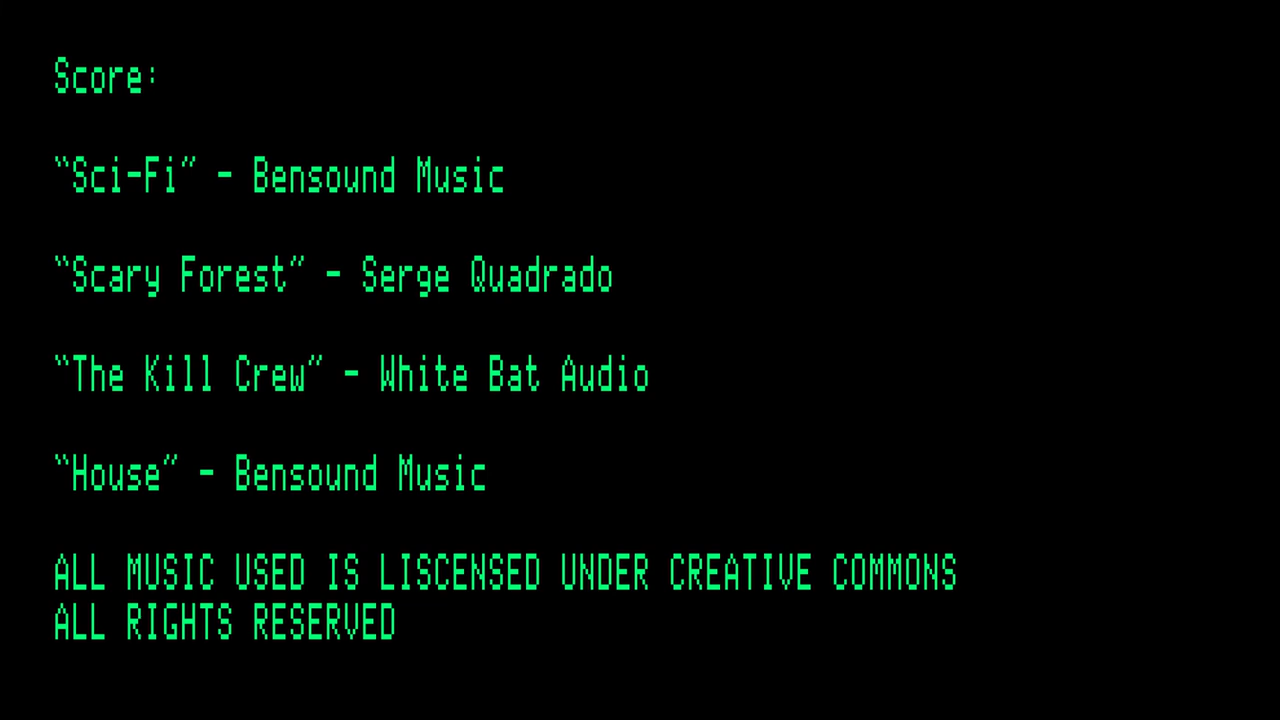 Score:
“Sci-Fi” - Bensound Music
“Scary Forest” - Serge Quadrado
“The Kill Crew” - White Bat Audio
“House” - Bensound Music
ALL MUSIC USED IS LISCENSED UNDER CREATIVE COMMONS
ALL RIGHTS RESERVED